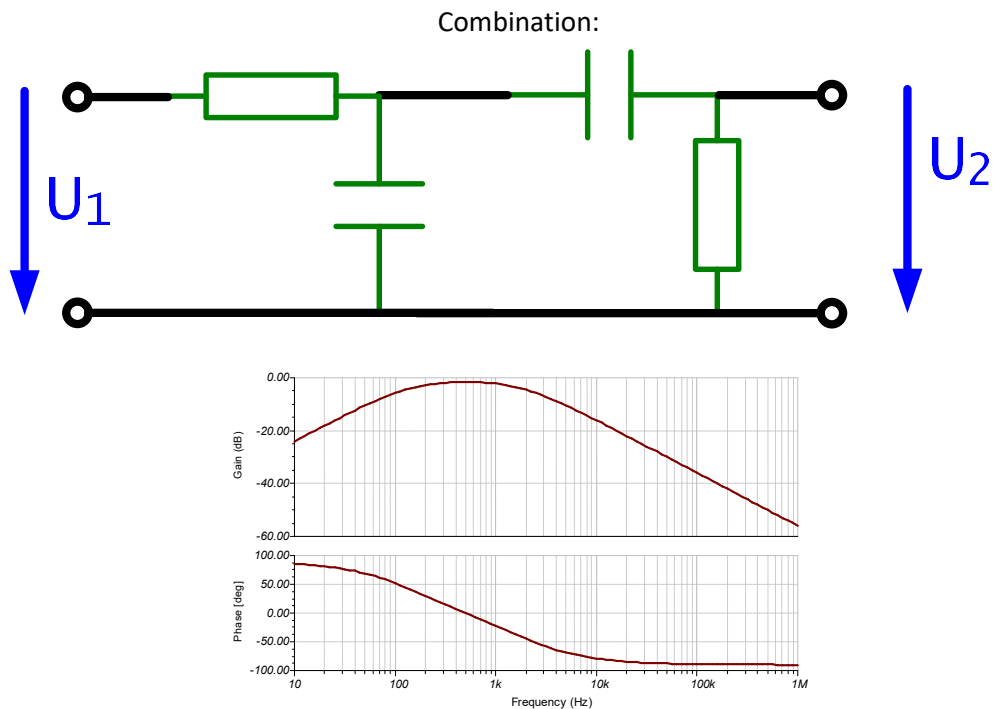 Combination:
U1
U2
0.00
-20.00
-40.00
-60.00
Gain (dB)
100.00
50.00
0.00
-50.00
-100.00
Phase [deg]
10 100 1k 10k 100k 1M
Frequency (Hz)